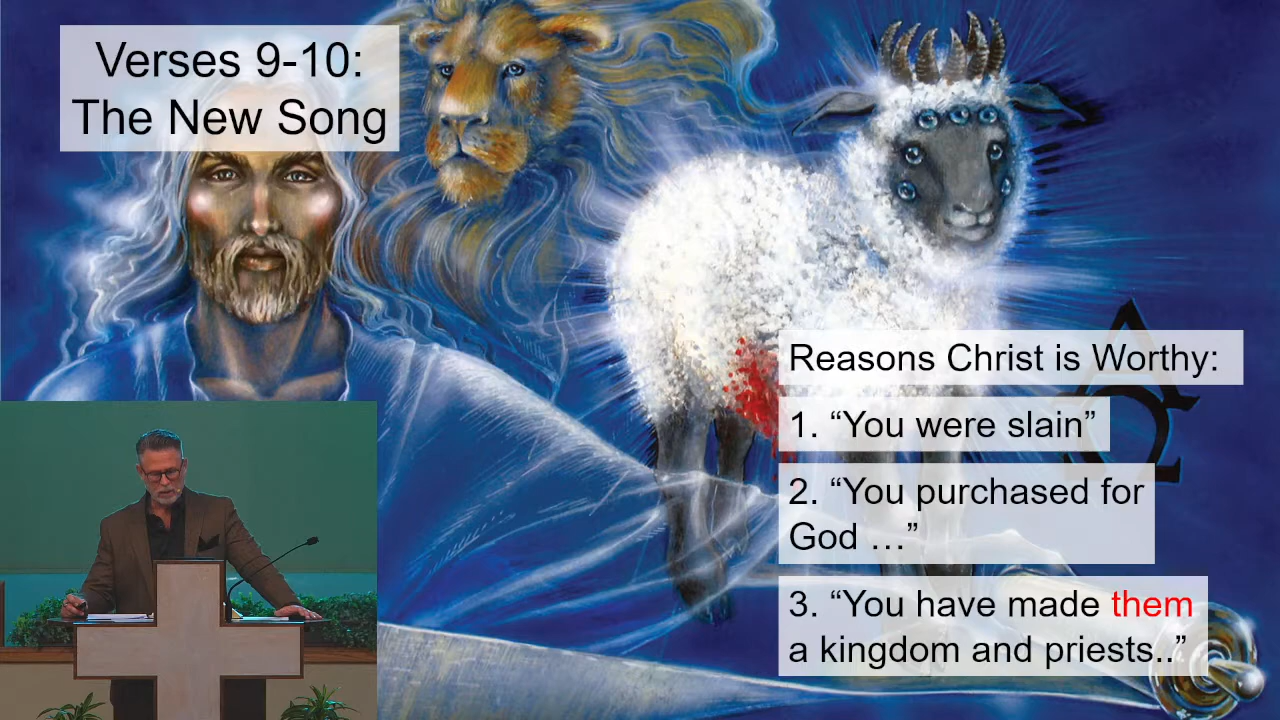 Verses 9-10:
The New Song
Reasons Christ is Worthy:
1. “You were slain”
2. “You purchased for
God …”
3. “You have made them
a kingdom and priests..”